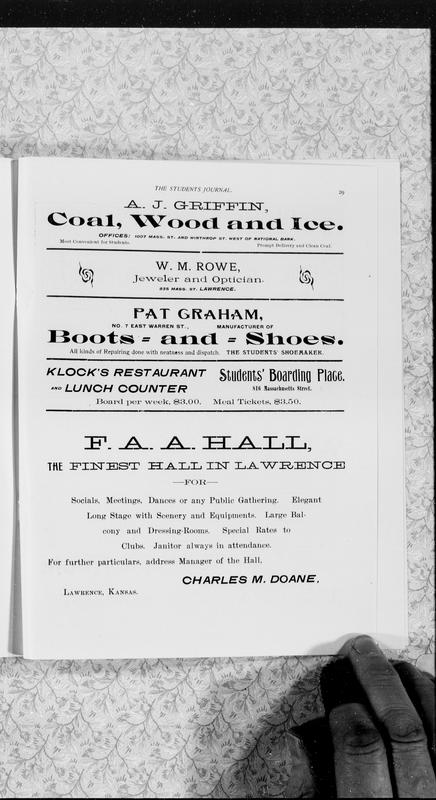 THE STUDENTS JOURNAL.
29
A. J. GRIFFIN,
Coal, Wood and Ice.
OFFICES: 1007 MASS. ST. AND WINTHROP ST. WEST OF NATIONAL BANK.
Most Convenient for Students. Prompt Delivery and Clean Coal.
W. M. ROWE,
Jeweler and Optician.
835 MASS. ST. LAWRENCE.
PAT GRAHAM,
NO. 7 EAST WARREN ST., MANUFACTURER OF
Boots = and = Shoes.
All kinds of Repairing done with neatness and dispatch. THE STUDENTS' SHOEMAKER.
KLOCK'S RESTAURANT
AND LUNCH COUNTER
Students' Boarding Place.
816 Massachusetts Street.
Board per week, $3.00. Meal Tickets, $3.50.
F. A. A. HALL,
THE FINEST HALL IN LAWRENCE
—FOR—
Socials, Meetings, Dances or any Public Gathering. Elegant
Long Stage with Scenery and Equipments. Large Bal-
cony and Dressing-Rooms. Special Rates to
Clubs. Janitor always in attendance.
For further particulars, address Manager of the Hall,
CHARLES M. DOANE,
LAWRENCE, KANSAS.